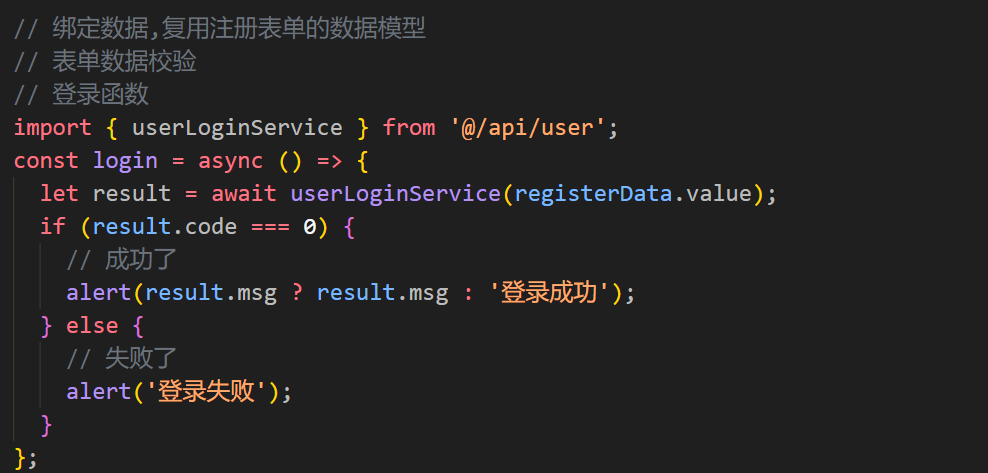 // 绑定数据,复用注册表单的数据模型
// 表单数据校验
// 登录函数
import { userLoginService } from '@/api/user';
const login = async () => {
  let result = await userLoginService(registerData.value);
  if (result.code === 0) {
    // 成功了
    alert(result.msg ? result.msg : '登录成功');
  } else {
    // 失败了
    alert('登录失败');
  }
};